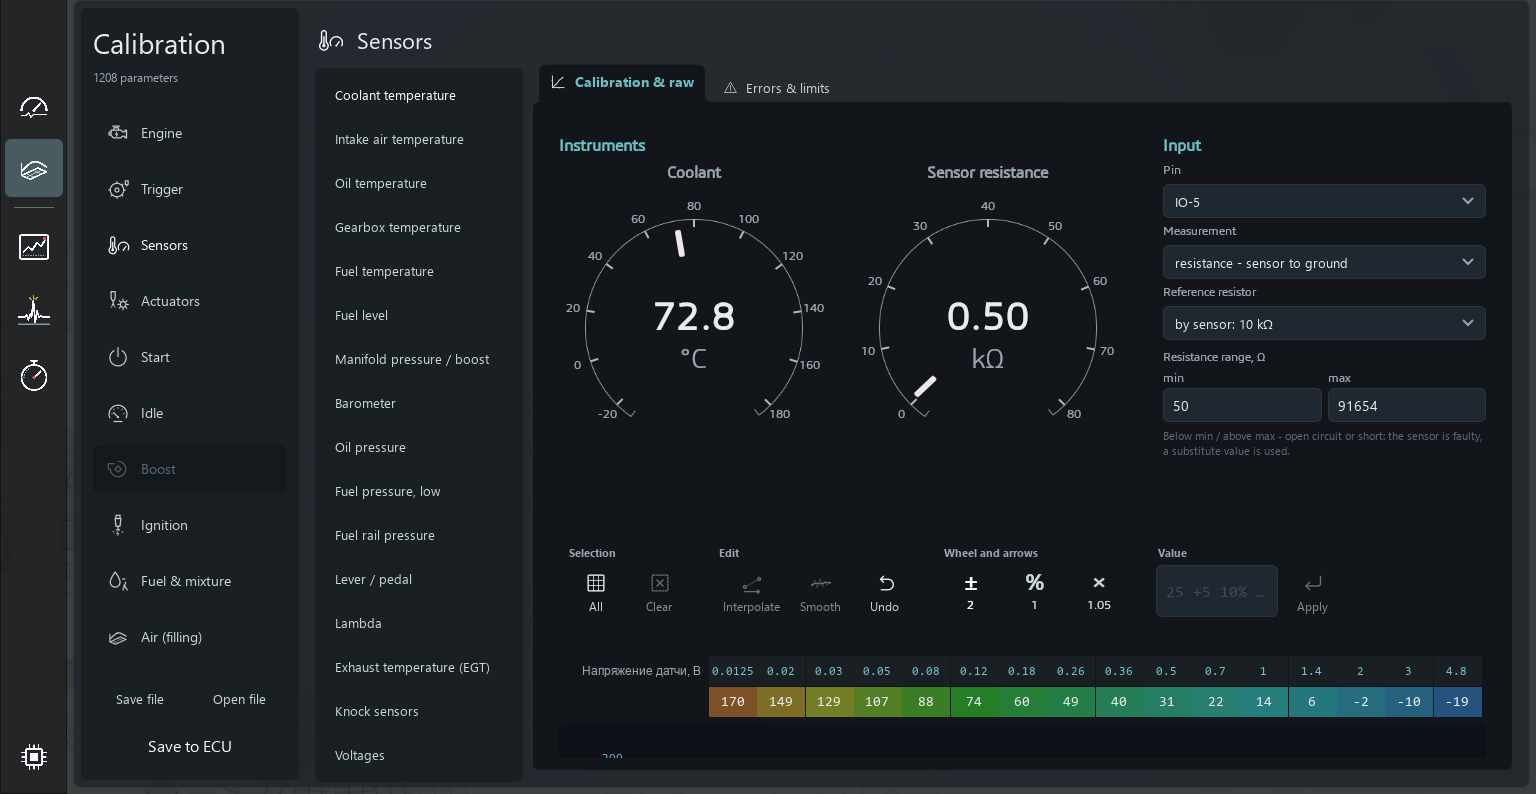 Calibration
1208 parameters
Engine
Trigger
Sensors
Actuators
Start
Idle
Boost
Ignition
Fuel & mixture
Air (filling)
Save file
Open file
Save to ECU
Sensors
Coolant temperature
Intake air temperature
Oil temperature
Gearbox temperature
Fuel temperature
Fuel level
Manifold pressure / boost
Barometer
Oil pressure
Fuel pressure, low
Fuel rail pressure
Lever / pedal
Lambda
Exhaust temperature (EGT)
Knock sensors
Voltages
Calibration & raw
Errors & limits
Instruments
Coolant
-20 0 20 40 60 80 100 120 140 160 180
72.8
°C
Sensor resistance
0 10 20 30 40 50 60 70 80
0.50
kΩ
Input
Pin
IO-5
Measurement
resistance - sensor to ground
Reference resistor
by sensor: 10 kΩ
Resistance range, Ω
min max
50 91654
Below min / above max - open circuit or short: the sensor is faulty,
a substitute value is used.
Selection
All
Clear
Edit
Interpolate
Smooth
Undo
Wheel and arrows
± % ×
2 1 1.05
Value
25 +5 10% …
Apply
Напряжение датчи, В 0.0125 0.02 0.03 0.05 0.08 0.12 0.18 0.26 0.36 0.5 0.7 1 1.4 2 3 4.8
170 149 129 107 88 74 60 49 40 31 22 14 6 -2 -10 -19